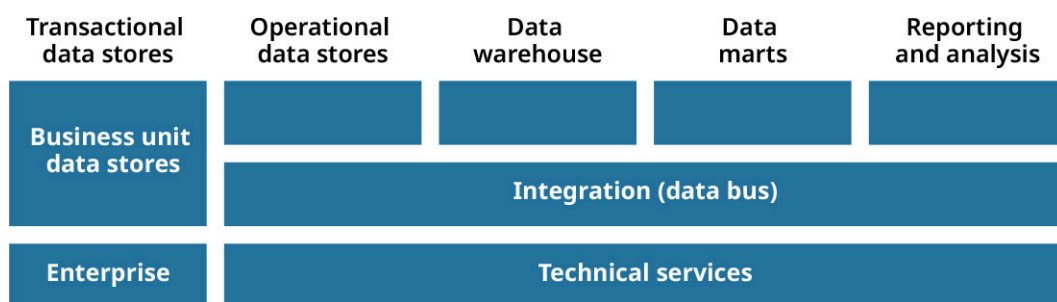 Transactional
data stores
Operational
data stores
Data
warehouse
Data
marts
Reporting
and analysis
Business unit
data stores
Integration (data bus)
Enterprise
Technical services